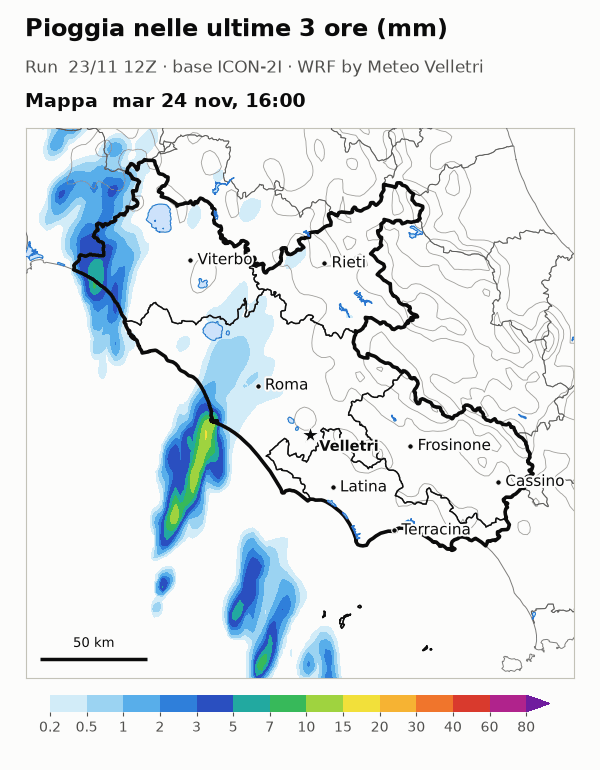 Pioggia nelle ultime 3 ore (mm)
Run  23/11 12Z · base ICON-2I · WRF by Meteo Velletri
Mappa  mar 24 nov, 16:00
Viterbo
Rieti
Roma
Velletri
Frosinone
Latina
Cassino
Terracina
50 km
0.2 0.5 1 2 3 5 7 10 15 20 30 40 60 80